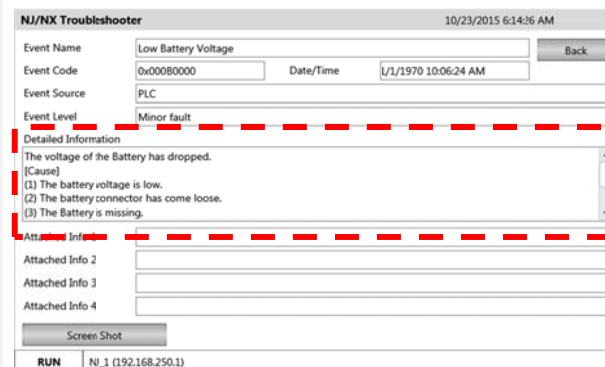 NJ/NX Troubleshooter 10/23/2015 6:14:26 AM
Event Name Low Battery Voltage Back
Event Code 0x000B0000 Date/Time 1/1/1970 10:06:24 AM
Event Source PLC
Event Level Minor fault
Detailed Information
The voltage of the Battery has dropped.
[Cause]
(1) The battery voltage is low.
(2) The battery connector has come loose.
(3) The Battery is missing.
Attached Info 1
Attached Info 2
Attached Info 3
Attached Info 4
Screen Shot
RUN NJ_1 (192.168.250.1)